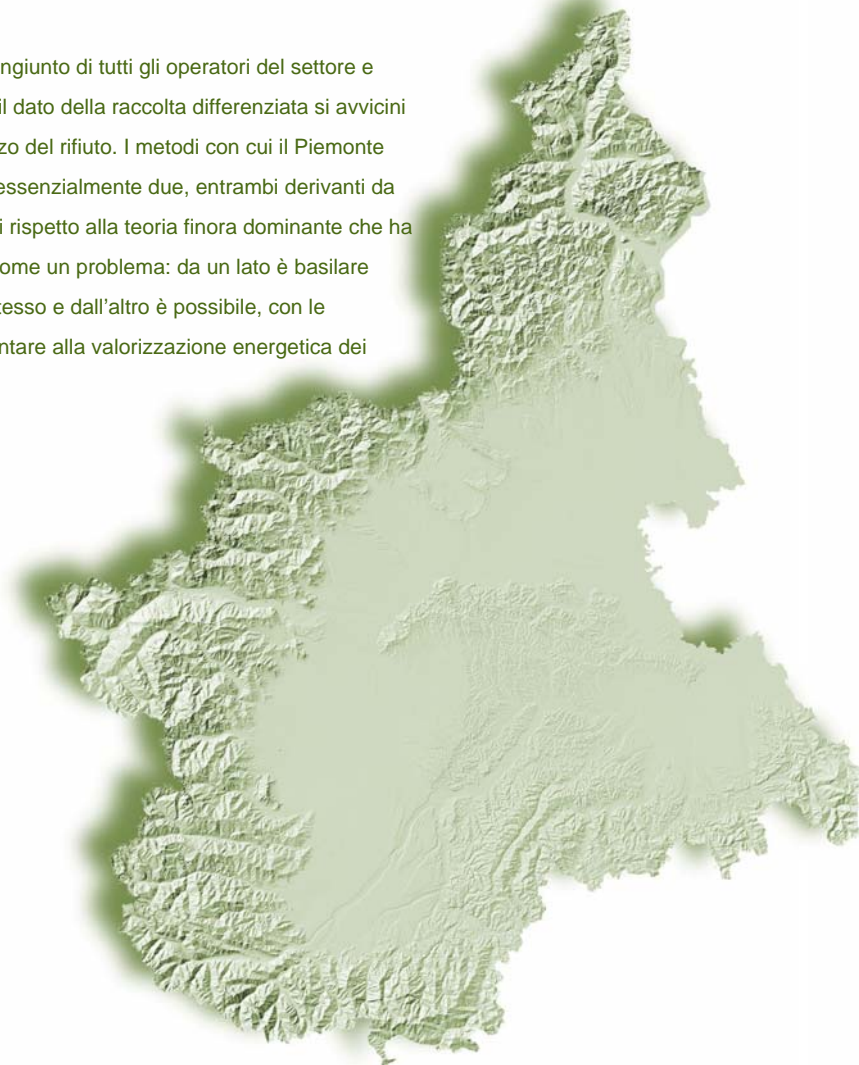 ngiunto di tutti gli operatori del settore e
il dato della raccolta differenziata si avvicini
zo del rifiuto. I metodi con cui il Piemonte
essenzialmente due, entrambi derivanti da
i rispetto alla teoria finora dominante che ha
ome un problema: da un lato è basilare
tesso e dall'altro è possibile, con le
ntare alla valorizzazione energetica dei